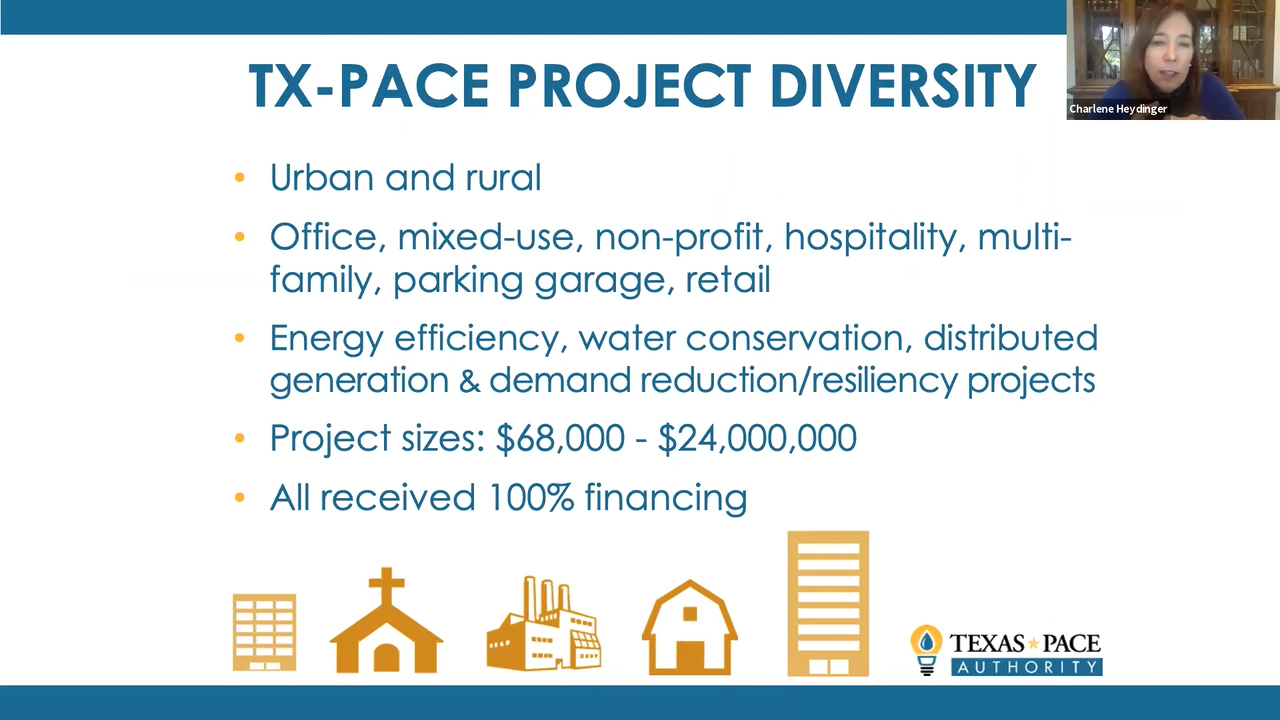 TX-PACE PROJECT DIVERSITY
Charlene Heydinger
• Urban and rural
• Office, mixed-use, non-profit, hospitality, multi-
family, parking garage, retail
• Energy efficiency, water conservation, distributed
generation & demand reduction/resiliency projects
• Project sizes: $68,000 - $24,000,000
• All received 100% financing
TEXAS PACE
AUTHORITY